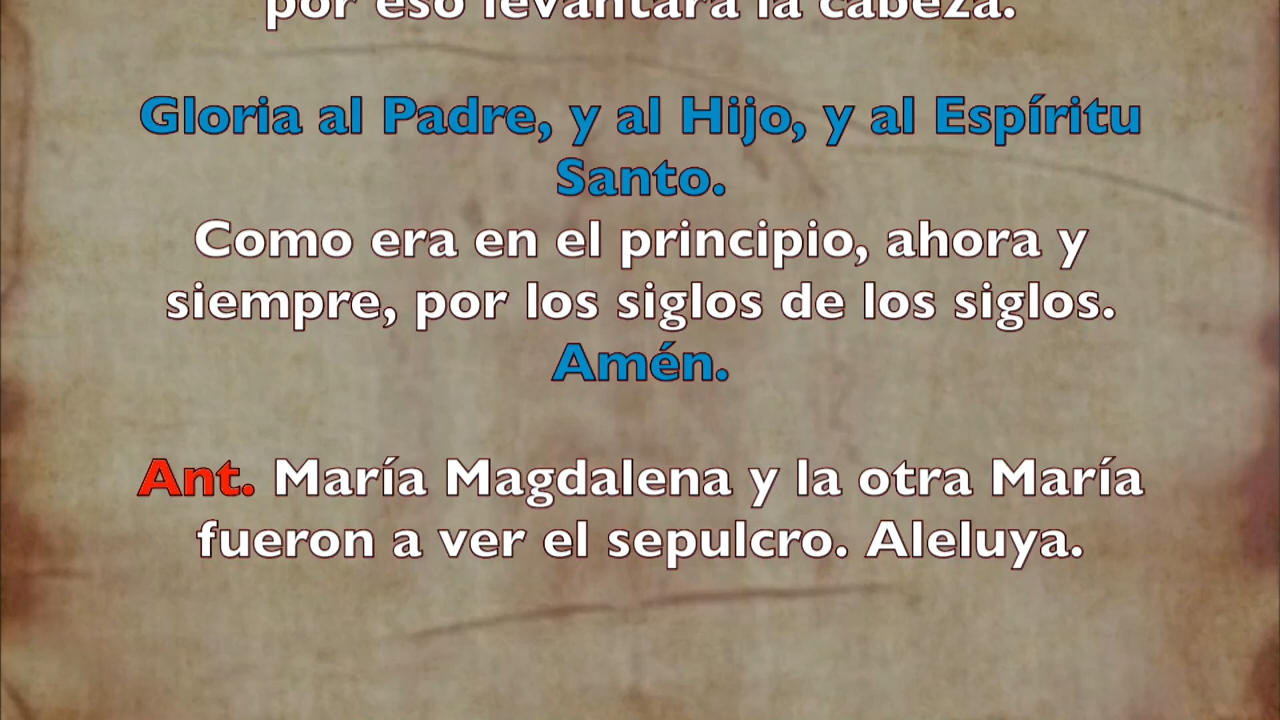 por eso levantará la cabeza.
Gloria al Padre, y al Hijo, y al Espíritu
Santo.
Como era en el principio, ahora y
siempre, por los siglos de los siglos.
Amén.
Ant. María Magdalena y la otra María
fueron a ver el sepulcro. Aleluya.